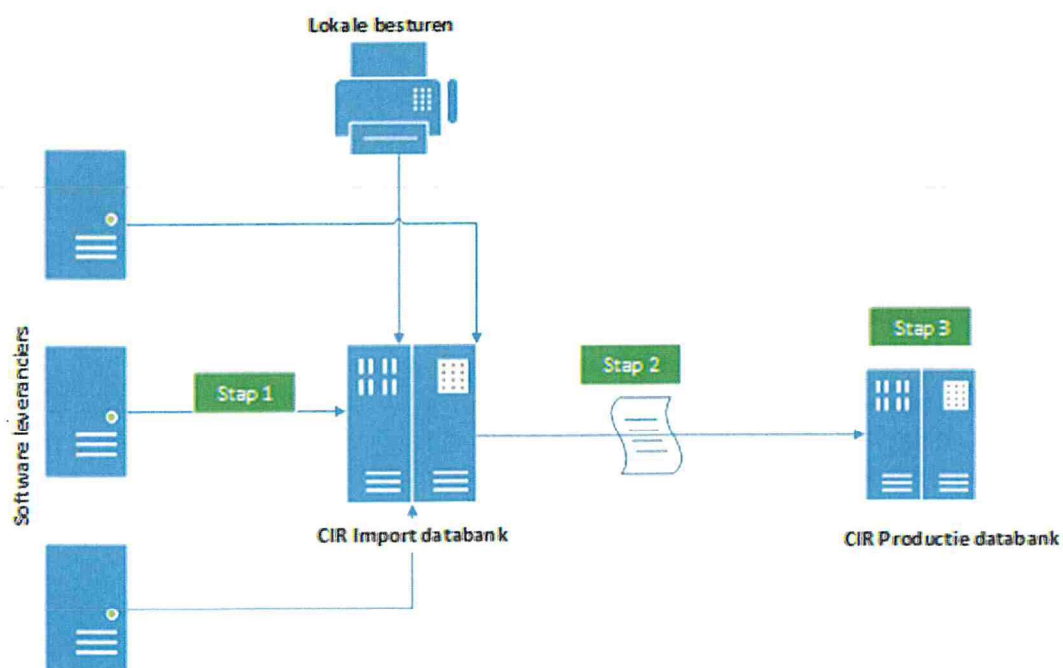 Lokale besturen
Software leveranciers
Stap 1
Stap 2
Stap 3
CIR Import databank
CIR Productie databank